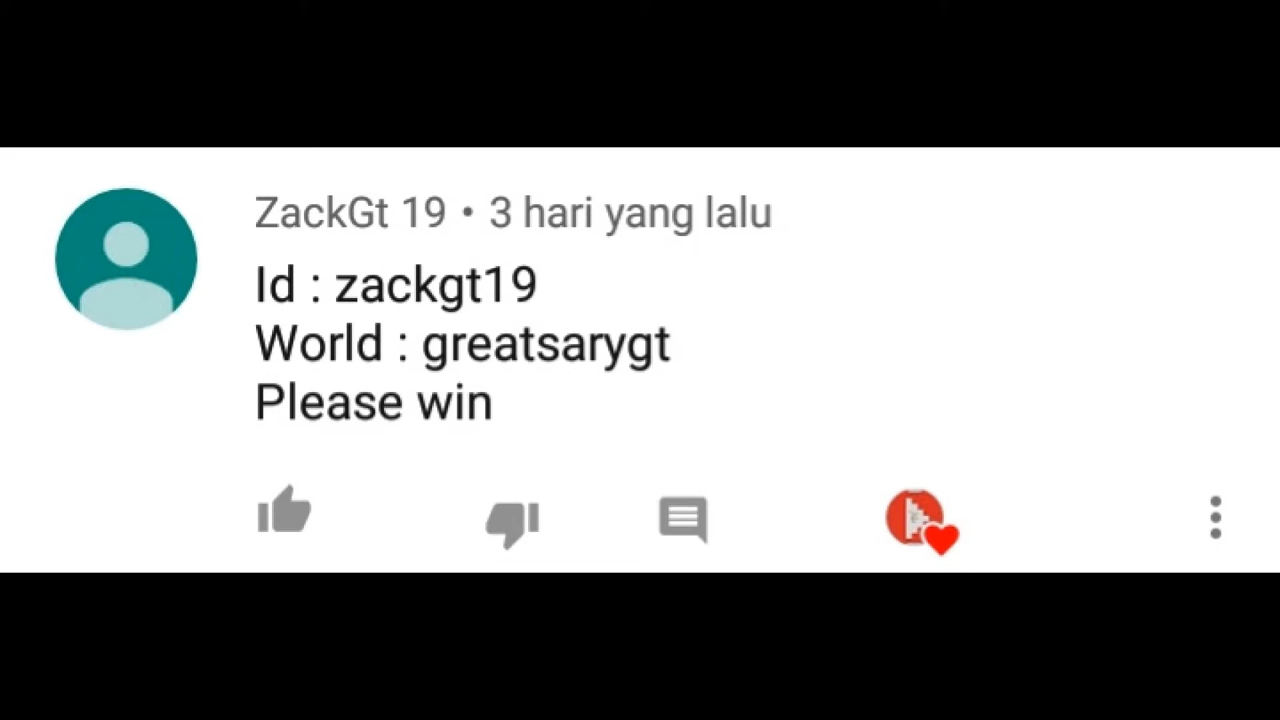 ZackGt 19 • 3 hari yang lalu
Id : zackgt19
World : greatsarygt
Please win